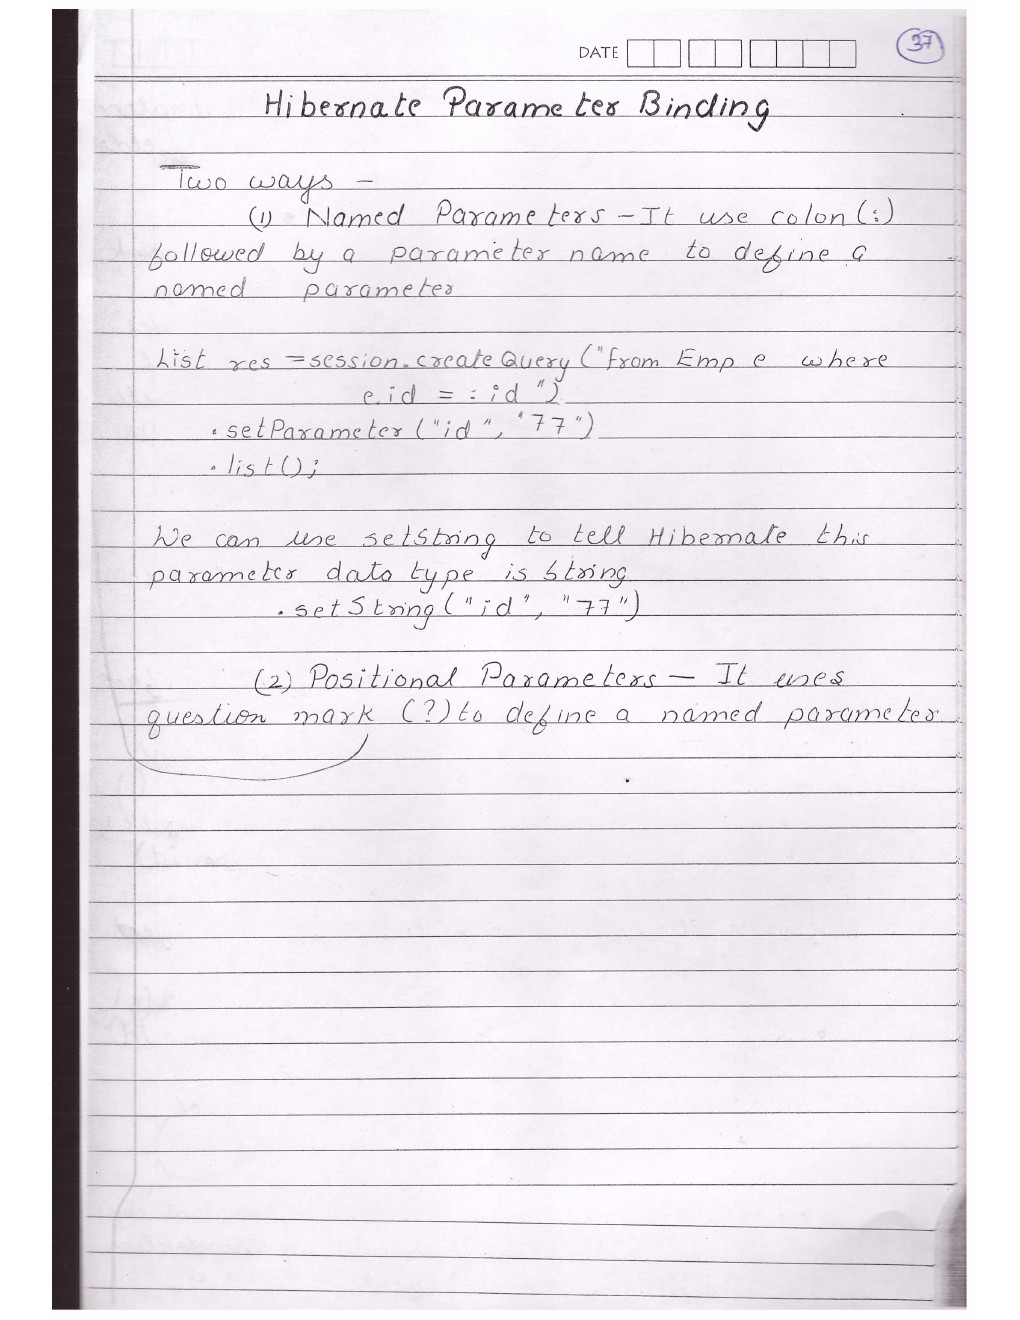 DATE
37
Hibernate Parameter Binding
Two ways -
(1) Named Parameters - It use colon (:)
followed by a parameter name to define a
named parameter
List res = session.createQuery ("from Emp e where
e.id = :id ")
.setParameter ("id", "77")
.list();
We can use setString to tell Hibernate this
parameter data type is String
.setString("id", "77")
(2) Positional Parameters - It uses
question mark (?) to define a named parameter